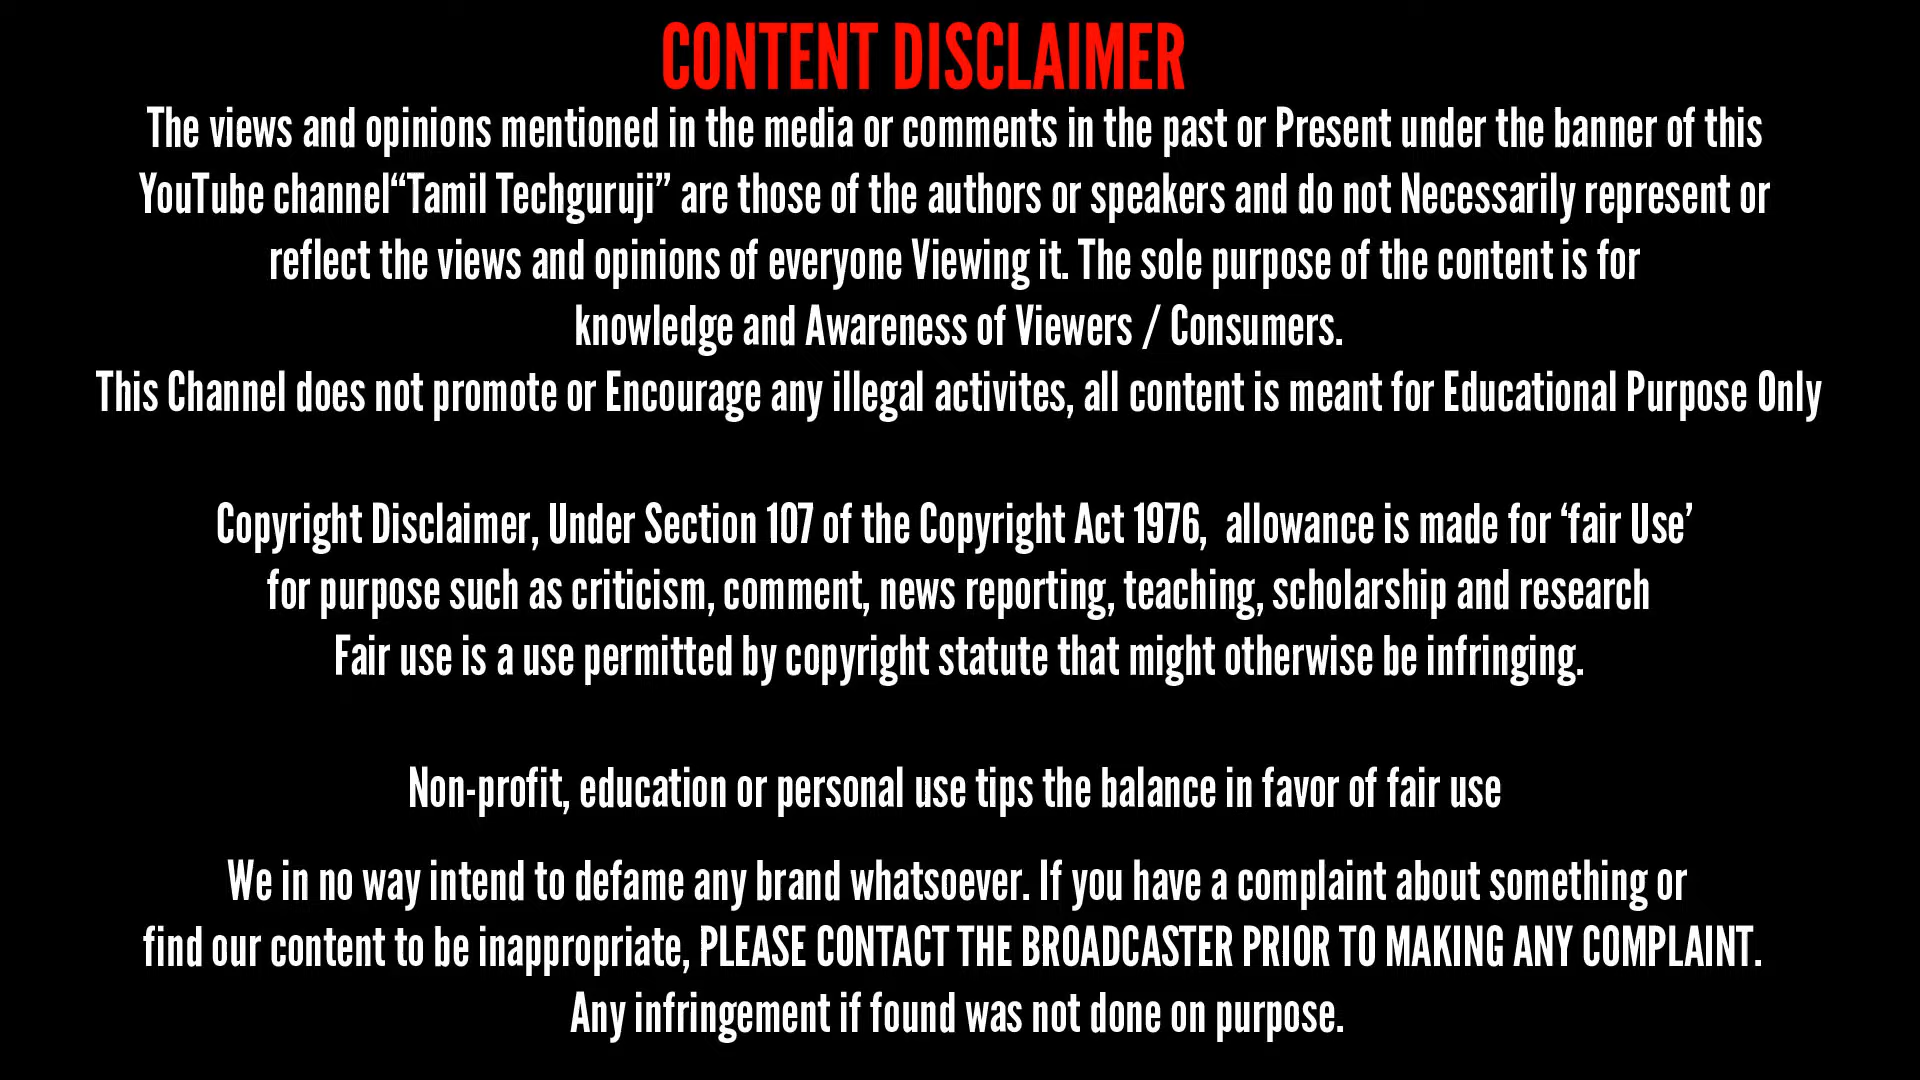 CONTENT DISCLAIMER
The views and opinions mentioned in the media or comments in the past or Present under the banner of this
YouTube channel“Tamil Techguruji” are those of the authors or speakers and do not Necessarily represent or
reflect the views and opinions of everyone Viewing it. The sole purpose of the content is for
knowledge and Awareness of Viewers / Consumers.
This Channel does not promote or Encourage any illegal activites, all content is meant for Educational Purpose Only
Copyright Disclaimer, Under Section 107 of the Copyright Act 1976, allowance is made for ‘fair Use’
for purpose such as criticism, comment, news reporting, teaching, scholarship and research
Fair use is a use permitted by copyright statute that might otherwise be infringing.
Non-profit, education or personal use tips the balance in favor of fair use
We in no way intend to defame any brand whatsoever. If you have a complaint about something or
find our content to be inappropriate, PLEASE CONTACT THE BROADCASTER PRIOR TO MAKING ANY COMPLAINT.
Any infringement if found was not done on purpose.